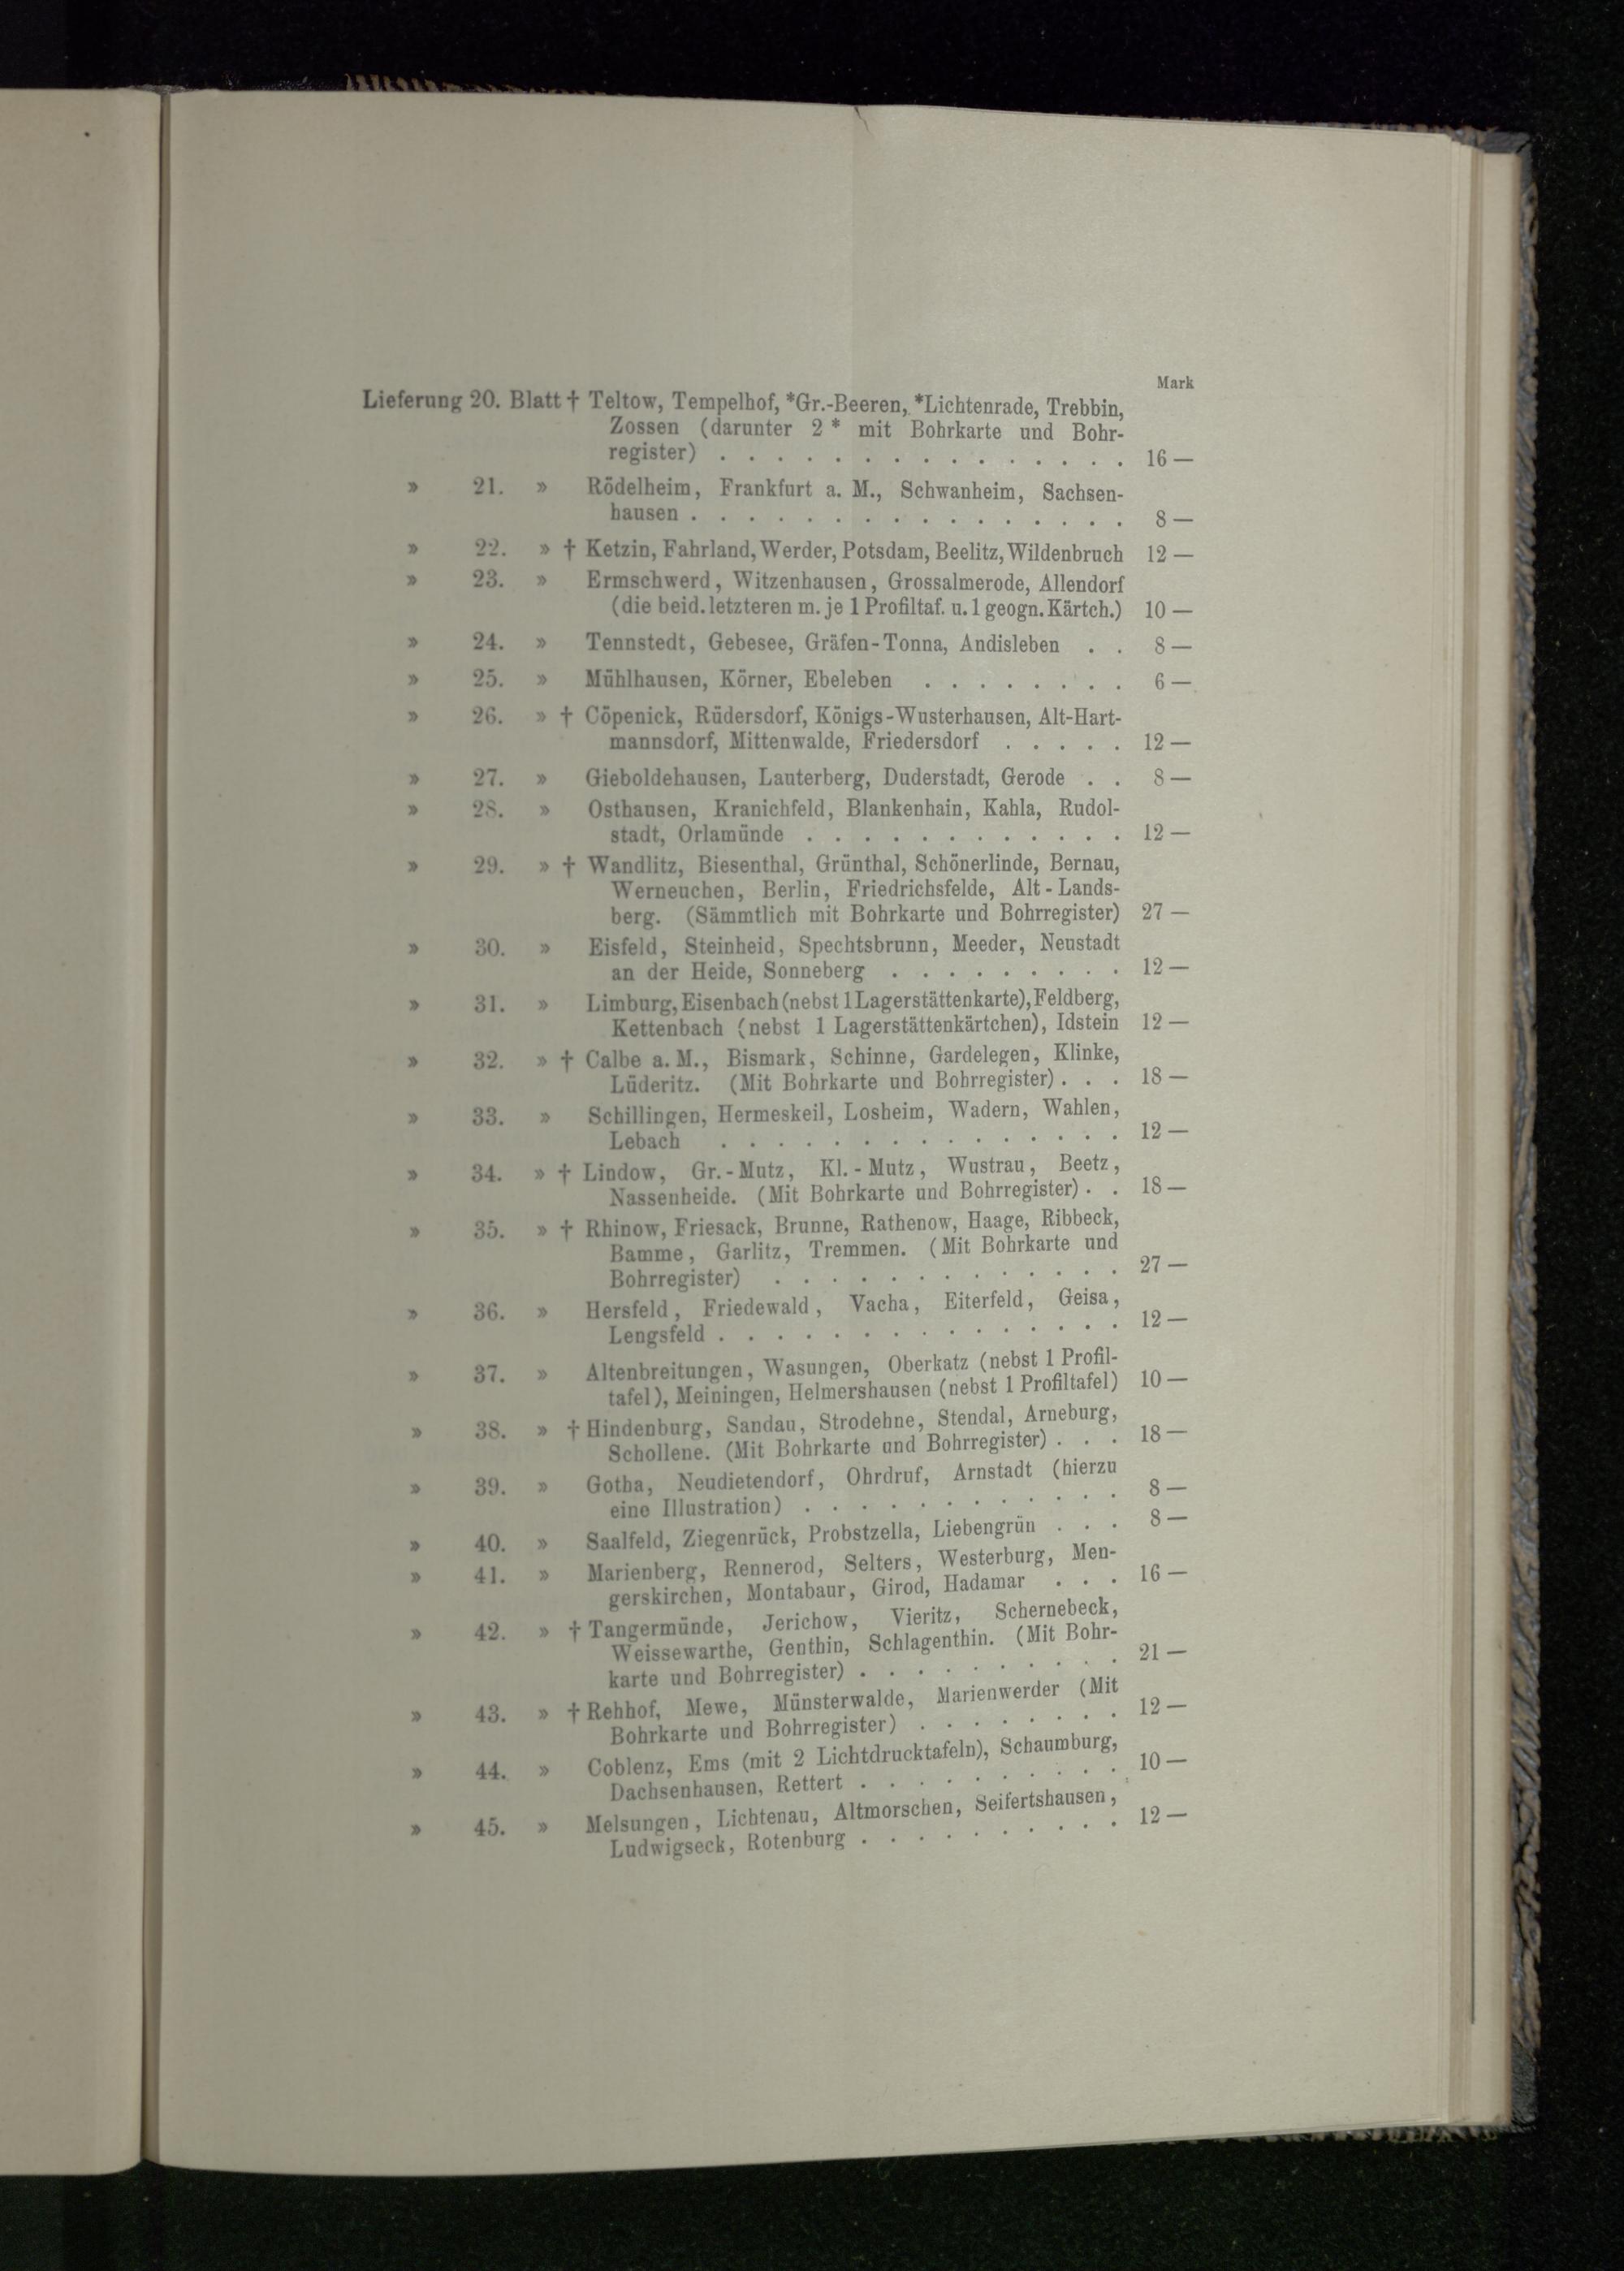 Mark
Lieferung 20. Blatt † Teltow, Tempelhof, *Gr.-Beeren, *Lichtenrade, Trebbin,
Zossen (darunter 2 * mit Bohrkarte und Bohr-
register) . . . . . . . . . . . . . . . 16 —
» 21. » Rödelheim, Frankfurt a. M., Schwanheim, Sachsen-
hausen . . . . . . . . . . . . . . . . 8 —
» 22. » † Ketzin, Fahrland, Werder, Potsdam, Beelitz, Wildenbruch 12 —
» 23. » Ermschwerd, Witzenhausen, Grossalmerode, Allendorf
(die beid. letzteren m. je 1 Profiltaf. u. 1 geogn. Kärtch.) 10 —
» 24. » Tennstedt, Gebesee, Gräfen-Tonna, Andisleben . . 8 —
» 25. » Mühlhausen, Körner, Ebeleben . . . . . . . . 6 —
» 26. » † Cöpenick, Rüdersdorf, Königs-Wusterhausen, Alt-Hart-
mannsdorf, Mittenwalde, Friedersdorf . . . . . 12 —
» 27. » Gieboldehausen, Lauterberg, Duderstadt, Gerode . . 8 —
» 28. » Osthausen, Kranichfeld, Blankenhain, Kahla, Rudol-
stadt, Orlamünde . . . . . . . . . . . . 12 —
» 29. » † Wandlitz, Biesenthal, Grünthal, Schönerlinde, Bernau,
Werneuchen, Berlin, Friedrichsfelde, Alt-Lands-
berg. (Sämmtlich mit Bohrkarte und Bohrregister) 27 —
» 30. » Eisfeld, Steinheid, Spechtsbrunn, Meeder, Neustadt
an der Heide, Sonneberg . . . . . . . . . 12 —
» 31. » Limburg, Eisenbach (nebst 1 Lagerstättenkarte), Feldberg,
Kettenbach (nebst 1 Lagerstättenkärtchen), Idstein 12 —
» 32. » † Calbe a. M., Bismark, Schinne, Gardelegen, Klinke,
Lüderitz. (Mit Bohrkarte und Bohrregister) . . . 18 —
» 33. » Schillingen, Hermeskeil, Losheim, Wadern, Wahlen,
Lebach . . . . . . . . . . . . . . . 12 —
» 34. » † Lindow, Gr.-Mutz, Kl.-Mutz, Wustrau, Beetz,
Nassenheide. (Mit Bohrkarte und Bohrregister) . . 18 —
» 35. » † Rhinow, Friesack, Brunne, Rathenow, Haage, Ribbeck,
Bamme, Garlitz, Tremmen. (Mit Bohrkarte und
Bohrregister) . . . . . . . . . . . . . 27 —
» 36. » Hersfeld, Friedewald, Vacha, Eiterfeld, Geisa,
Lengsfeld . . . . . . . . . . . . . . . 12 —
» 37. » Altenbreitungen, Wasungen, Oberkatz (nebst 1 Profil-
tafel), Meiningen, Helmershausen (nebst 1 Profiltafel) 10 —
» 38. » † Hindenburg, Sandau, Strodehne, Stendal, Arneburg,
Schollene. (Mit Bohrkarte und Bohrregister) . . . 18 —
» 39. » Gotha, Neudietendorf, Ohrdruf, Arnstadt (hierzu
eine Illustration) . . . . . . . . . . . . 8 —
» 40. » Saalfeld, Ziegenrück, Probstzella, Liebengrün . . . 8 —
» 41. » Marienberg, Rennerod, Selters, Westerburg, Men-
gerskirchen, Montabaur, Girod, Hadamar . . . 16 —
» 42. » † Tangermünde, Jerichow, Vieritz, Schernebeck,
Weissewarthe, Genthin, Schlagenthin. (Mit Bohr-
karte und Bohrregister) . . . . . . . . . . 21 —
» 43. » † Rehhof, Mewe, Münsterwalde, Marienwerder (Mit
Bohrkarte und Bohrregister) . . . . . . . . 12 —
» 44. » Coblenz, Ems (mit 2 Lichtdrucktafeln), Schaumburg,
Dachsenhausen, Rettert . . . . . . . . . . 10 —
» 45. » Melsungen, Lichtenau, Altmorschen, Seifertshausen,
Ludwigseck, Rotenburg . . . . . . . . . . 12 —